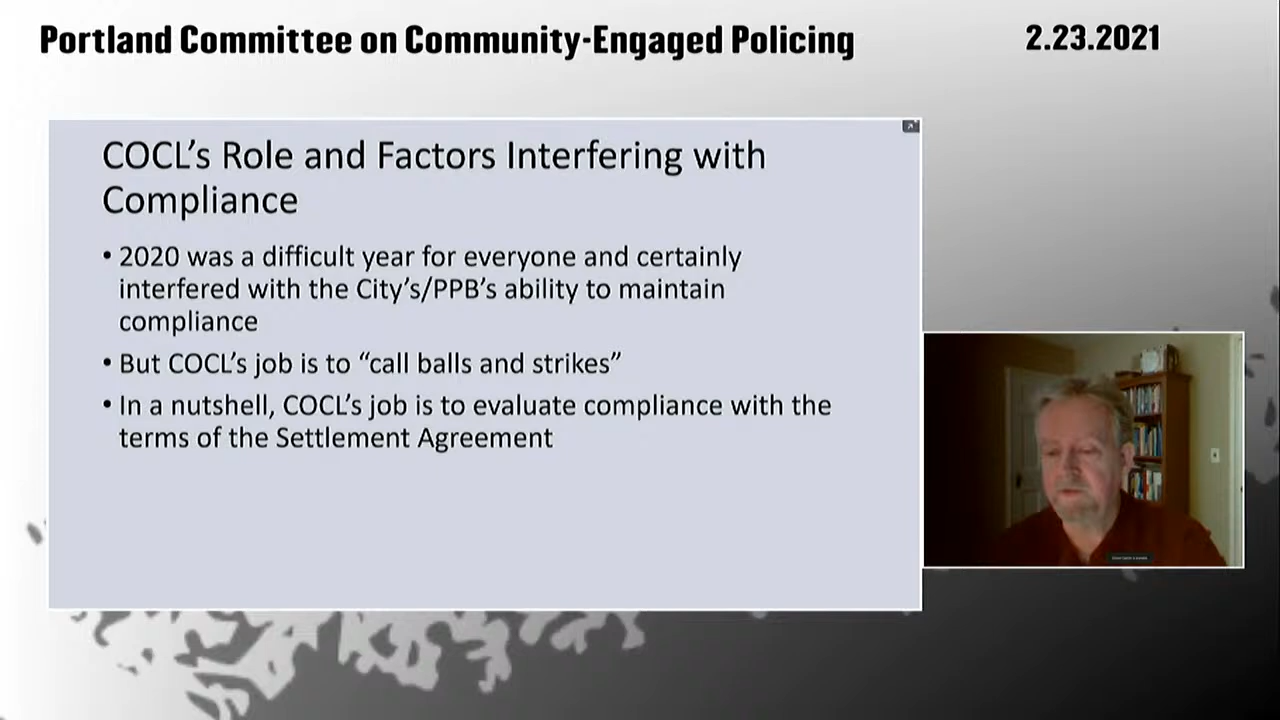 Portland Committee on Community-Engaged Policing
2.23.2021
COCL’s Role and Factors Interfering with
Compliance
• 2020 was a difficult year for everyone and certainly
interfered with the City’s/PPB’s ability to maintain
compliance
• But COCL’s job is to “call balls and strikes”
• In a nutshell, COCL’s job is to evaluate compliance with the
terms of the Settlement Agreement